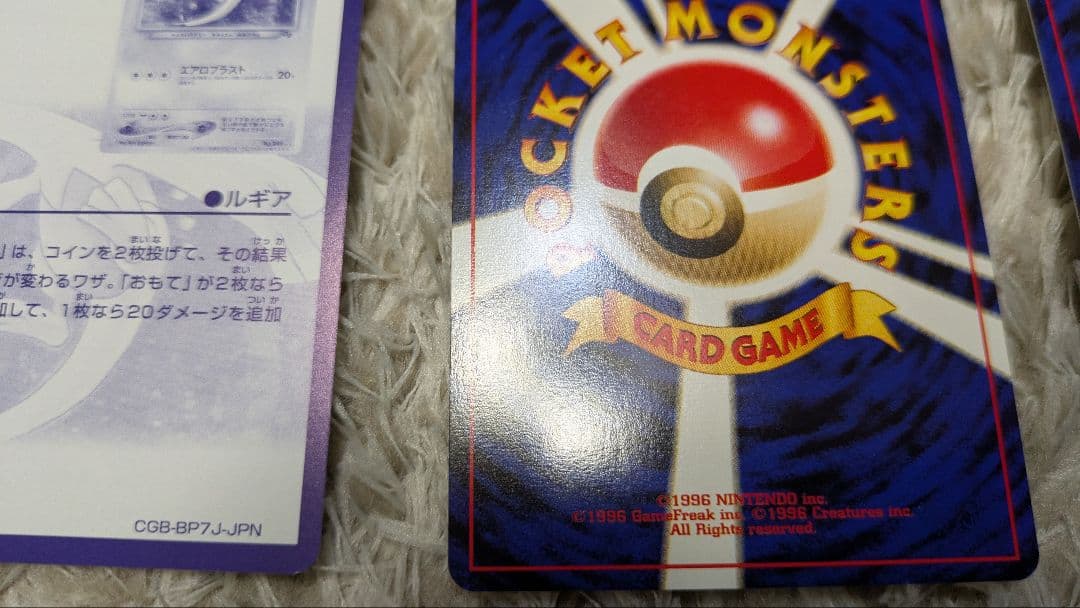 エアロブラスト 20
●ルギア
」は、コインを2枚投げて、その結果
が変わるワザ。「おもて」が2枚なら
して、1枚なら20ダメージを追加
CGB-BP7J-JPN
POCKET MONSTERS
CARD GAME
©1996 NINTENDO inc.
©1996 GameFreak inc. ©1996 Creatures inc.
All Rights reserved.